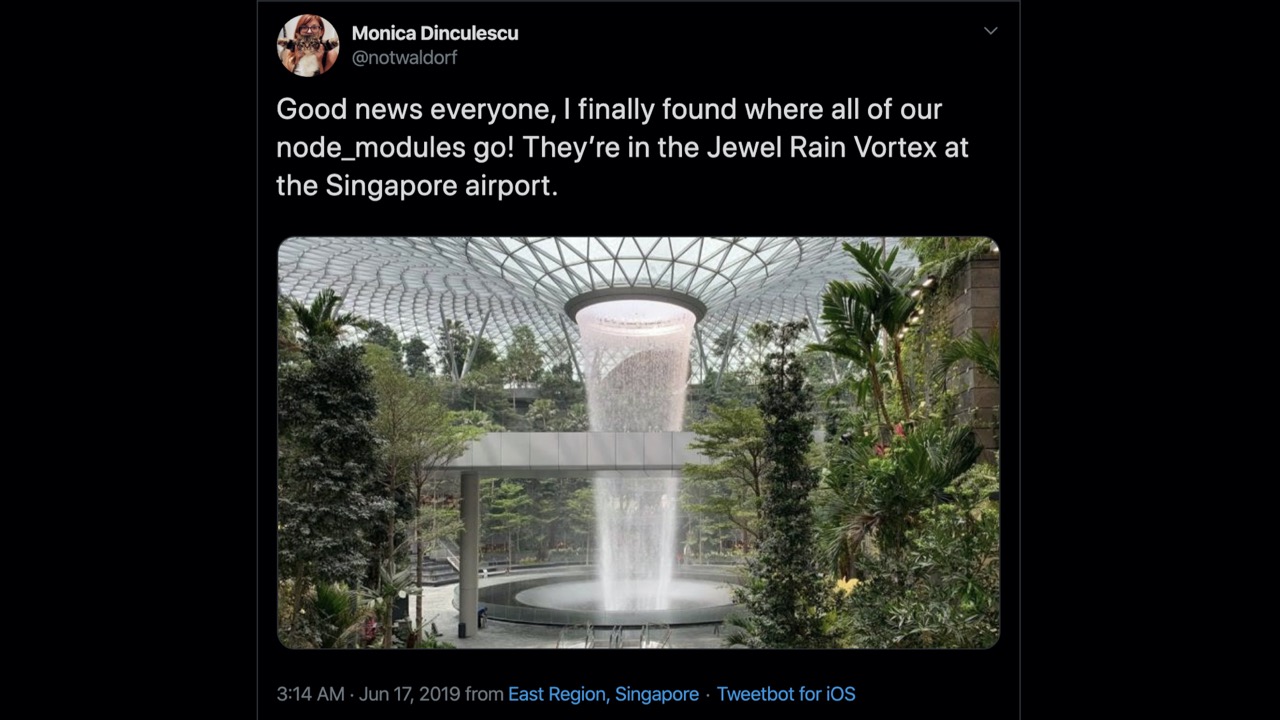 Monica Dinculescu
@notwaldorf
Good news everyone, I finally found where all of our
node_modules go! They’re in the Jewel Rain Vortex at
the Singapore airport.
3:14 AM · Jun 17, 2019 from East Region, Singapore · Tweetbot for iOS